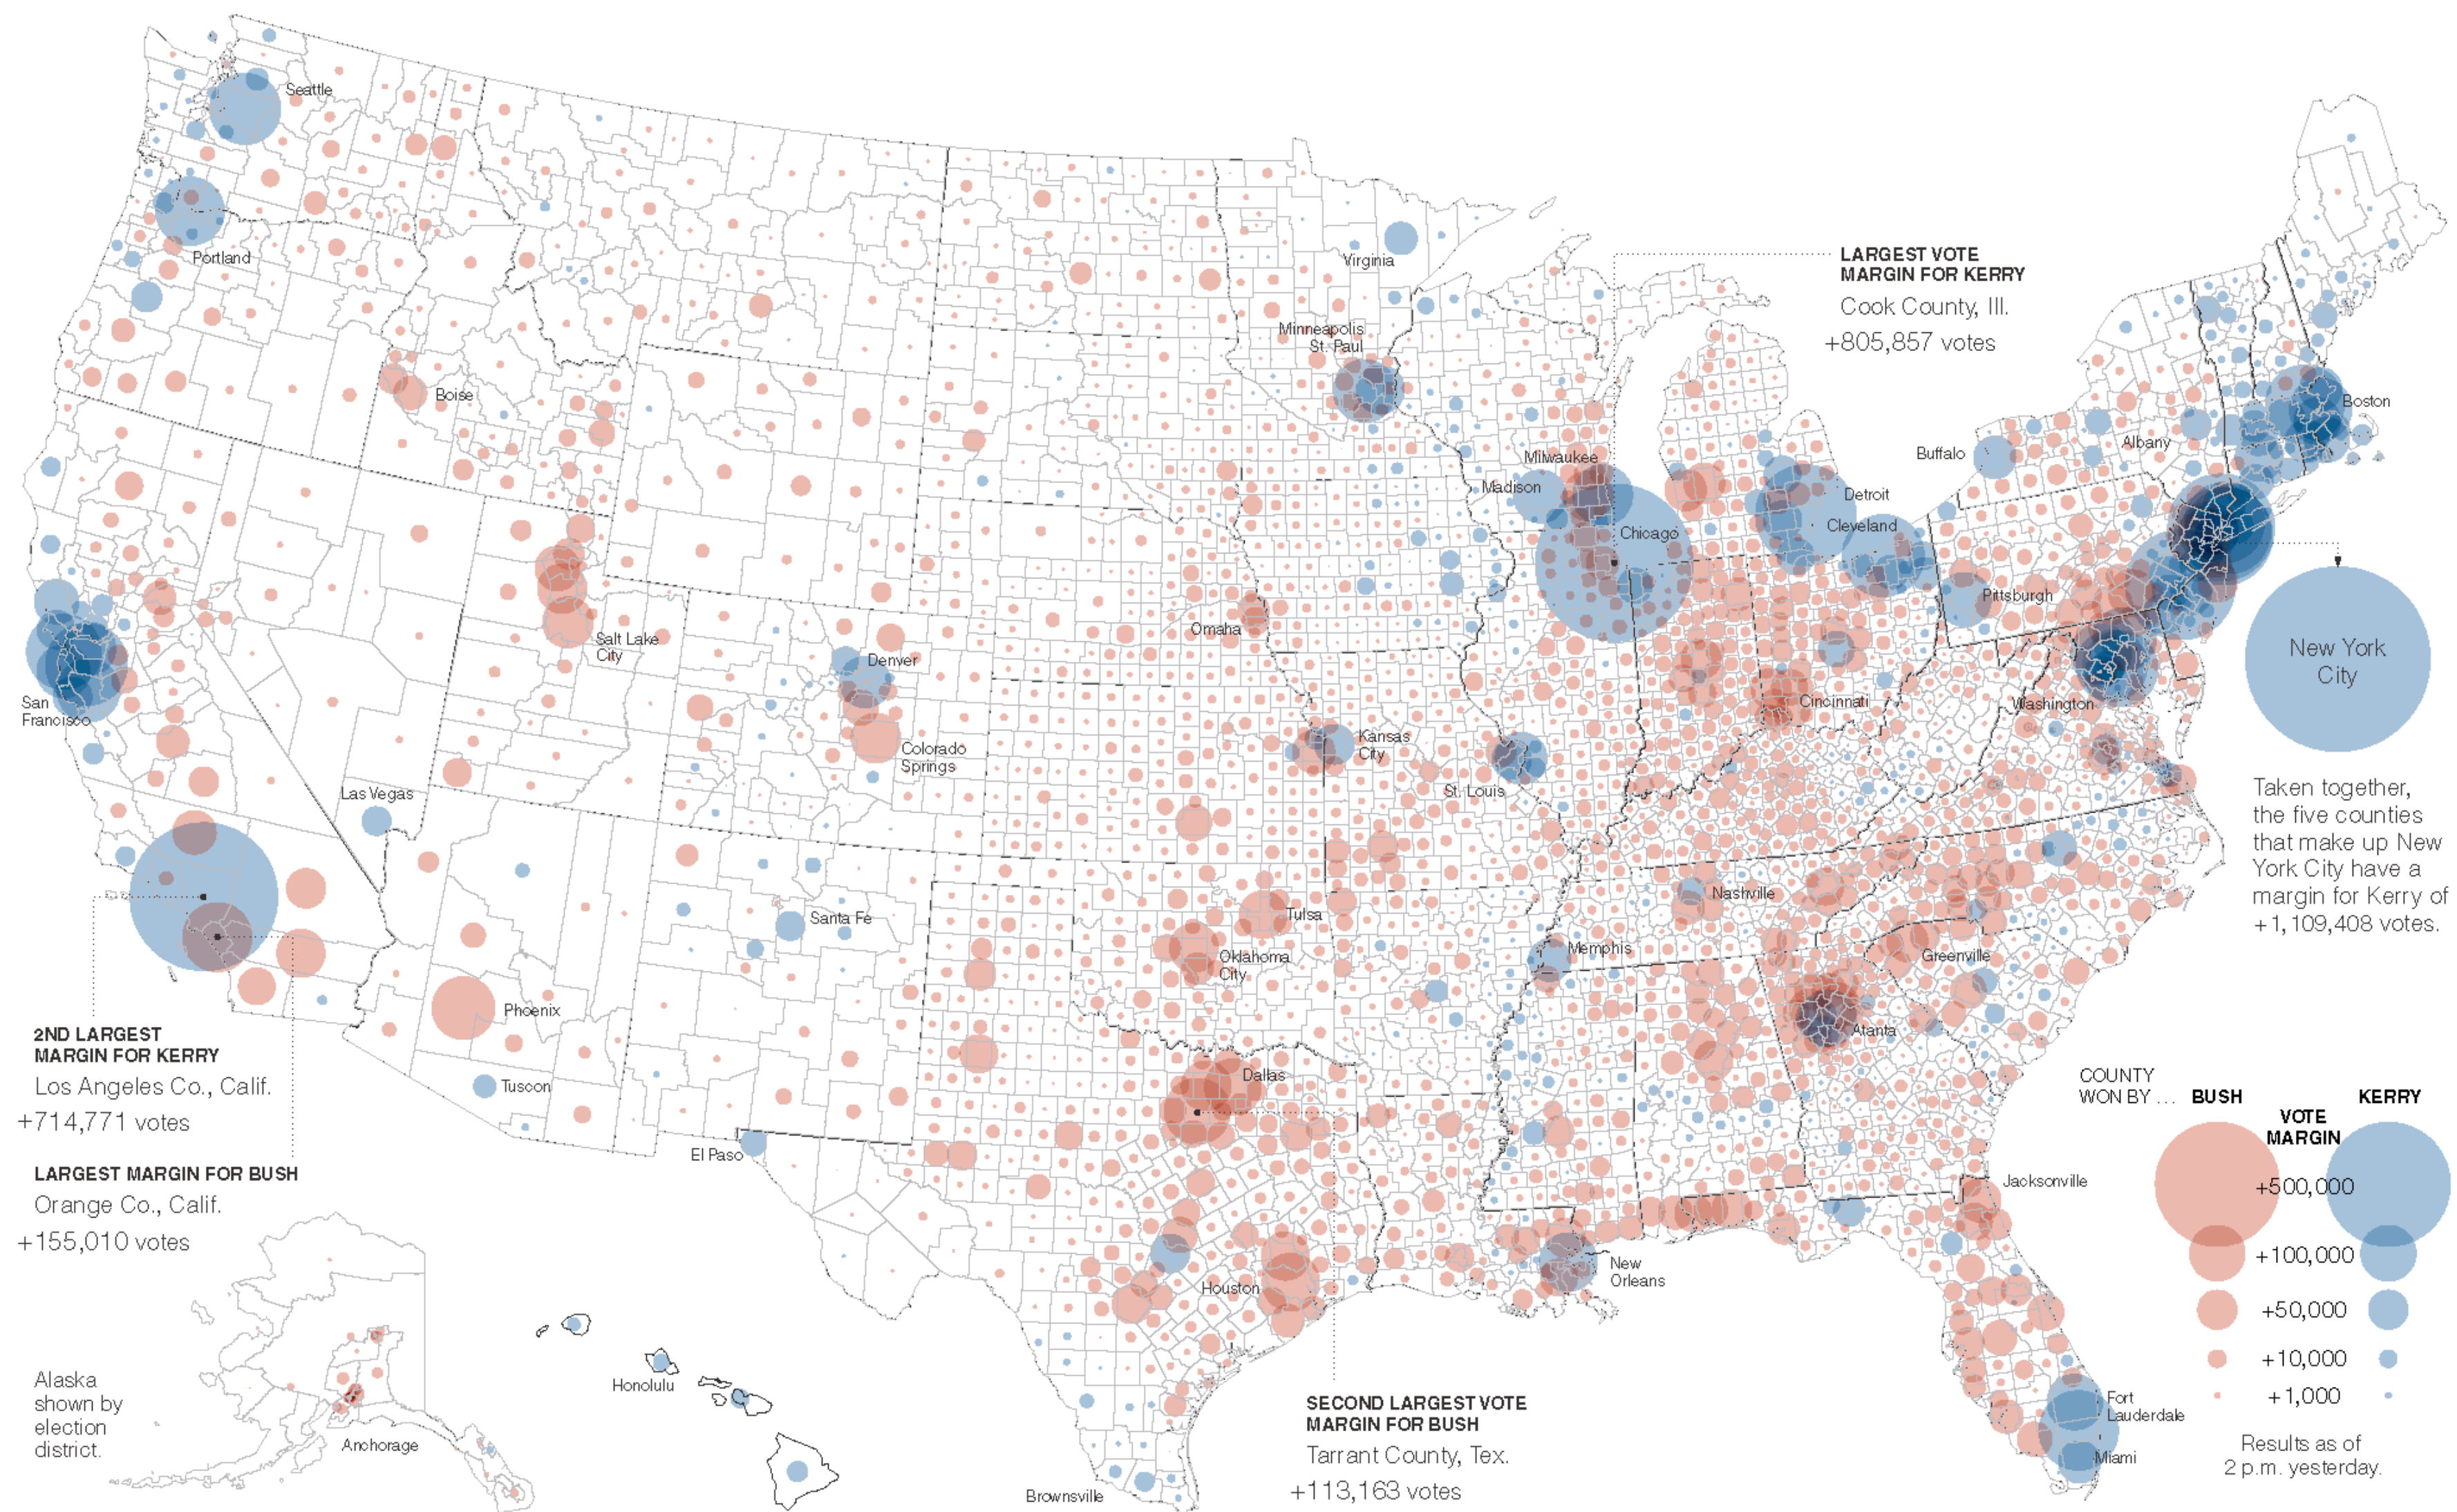 Seattle
Portland
Virginia
Minneapolis
St. Paul
LARGEST VOTE
MARGIN FOR KERRY
Cook County, Ill.
+805,857 votes
Boise
Boston
Albany
Buffalo
Milwaukee
Madison
Detroit
Cleveland
Chicago
Pittsburgh
Omaha
Salt Lake
City
Denver
New York
City
San
Francisco
Cincinnati
Washington
Colorado
Springs
Kansas
City
St. Louis
Las Vegas
Taken together,
the five counties
that make up New
York City have a
margin for Kerry of
+1,109,408 votes.
Nashville
Tulsa
Santa Fe
Memphis
Oklahoma
City
Greenville
Phoenix
Atanta
2ND LARGEST
MARGIN FOR KERRY
Los Angeles Co., Calif.
+714,771 votes
Tuscon
Dallas
El Paso
LARGEST MARGIN FOR BUSH
Orange Co., Calif.
+155,010 votes
COUNTY
WON BY ... BUSH KERRY
VOTE
MARGIN
+500,000
+100,000
+50,000
+10,000
+1,000
Results as of
2 p.m. yesterday.
Jacksonville
New
Orleans
Houston
Fort
Lauderdale
Miami
Alaska
shown by
election
district.
Anchorage
Honolulu
Brownsville
SECOND LARGEST VOTE
MARGIN FOR BUSH
Tarrant County, Tex.
+113,163 votes